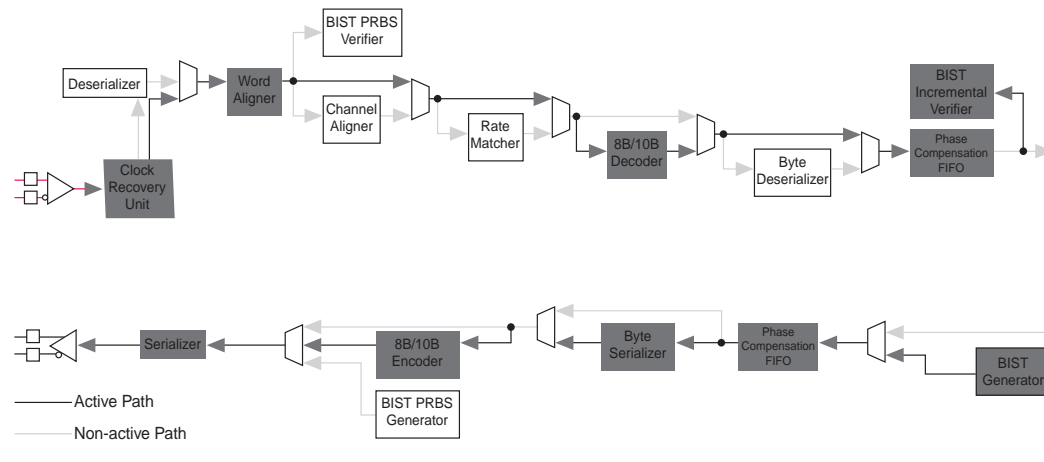 BIST PRBS
Verifier
Deserializer
Word
Aligner
Channel
Aligner
Rate
Matcher
8B/10B
Decoder
Byte
Deserializer
BIST
Incremental
Verifier
Phase
Compensation
FIFO
Clock
Recovery
Unit
Serializer
8B/10B
Encoder
BIST PRBS
Generator
Byte
Serializer
Phase
Compensation
FIFO
BIST
Generator
Active Path
Non-active Path